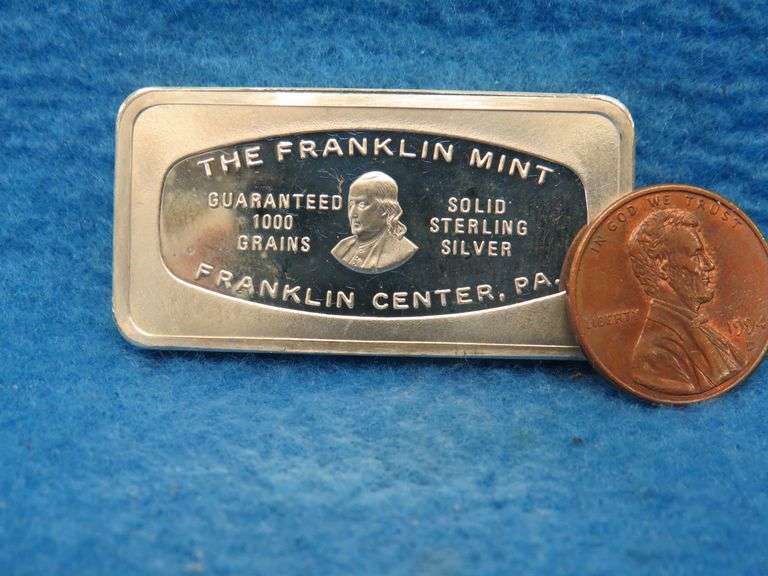 THE FRANKLIN MINT
GUARANTEED
1000
GRAINS
SOLID
STERLING
SILVER
FRANKLIN CENTER, PA.
IN GOD WE TRUST
LIBERTY